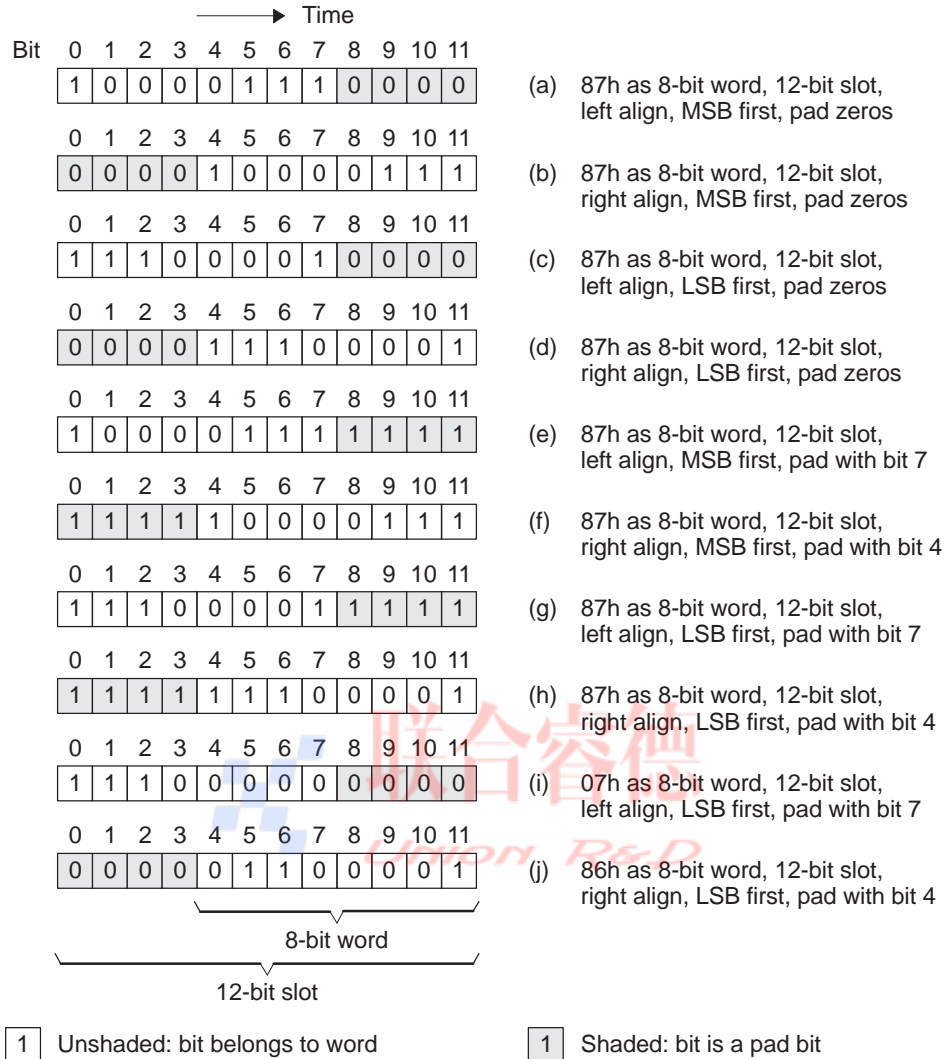 Time
Bit 0 1 2 3 4 5 6 7 8 9 10 11
1 0 0 0 0 1 1 1 0 0 0 0
(a) 87h as 8-bit word, 12-bit slot,
left align, MSB first, pad zeros
0 1 2 3 4 5 6 7 8 9 10 11
0 0 0 0 1 0 0 0 0 1 1 1
(b) 87h as 8-bit word, 12-bit slot,
right align, MSB first, pad zeros
0 1 2 3 4 5 6 7 8 9 10 11
1 1 1 0 0 0 0 1 0 0 0 0
(c) 87h as 8-bit word, 12-bit slot,
left align, LSB first, pad zeros
0 1 2 3 4 5 6 7 8 9 10 11
0 0 0 0 1 1 1 0 0 0 0 1
(d) 87h as 8-bit word, 12-bit slot,
right align, LSB first, pad zeros
0 1 2 3 4 5 6 7 8 9 10 11
1 0 0 0 0 1 1 1 1 1 1 1
(e) 87h as 8-bit word, 12-bit slot,
left align, MSB first, pad with bit 7
0 1 2 3 4 5 6 7 8 9 10 11
1 1 1 1 1 0 0 0 0 1 1 1
(f) 87h as 8-bit word, 12-bit slot,
right align, MSB first, pad with bit 4
0 1 2 3 4 5 6 7 8 9 10 11
1 1 1 0 0 0 0 1 1 1 1 1
(g) 87h as 8-bit word, 12-bit slot,
left align, LSB first, pad with bit 7
0 1 2 3 4 5 6 7 8 9 10 11
1 1 1 1 1 1 1 0 0 0 0 1
(h) 87h as 8-bit word, 12-bit slot,
right align, LSB first, pad with bit 4
联合睿德
0 1 2 3 4 5 6 7 8 9 10 11
1 1 1 0 0 0 0 0 0 0 0 0
(i) 07h as 8-bit word, 12-bit slot,
left align, LSB first, pad with bit 7
0 1 2 3 4 5 6 7 8 9 10 11
UNION R&D
0 0 0 0 0 1 1 0 0 0 0 1
(j) 86h as 8-bit word, 12-bit slot,
right align, LSB first, pad with bit 4
8-bit word
12-bit slot
1 Unshaded: bit belongs to word
1 Shaded: bit is a pad bit